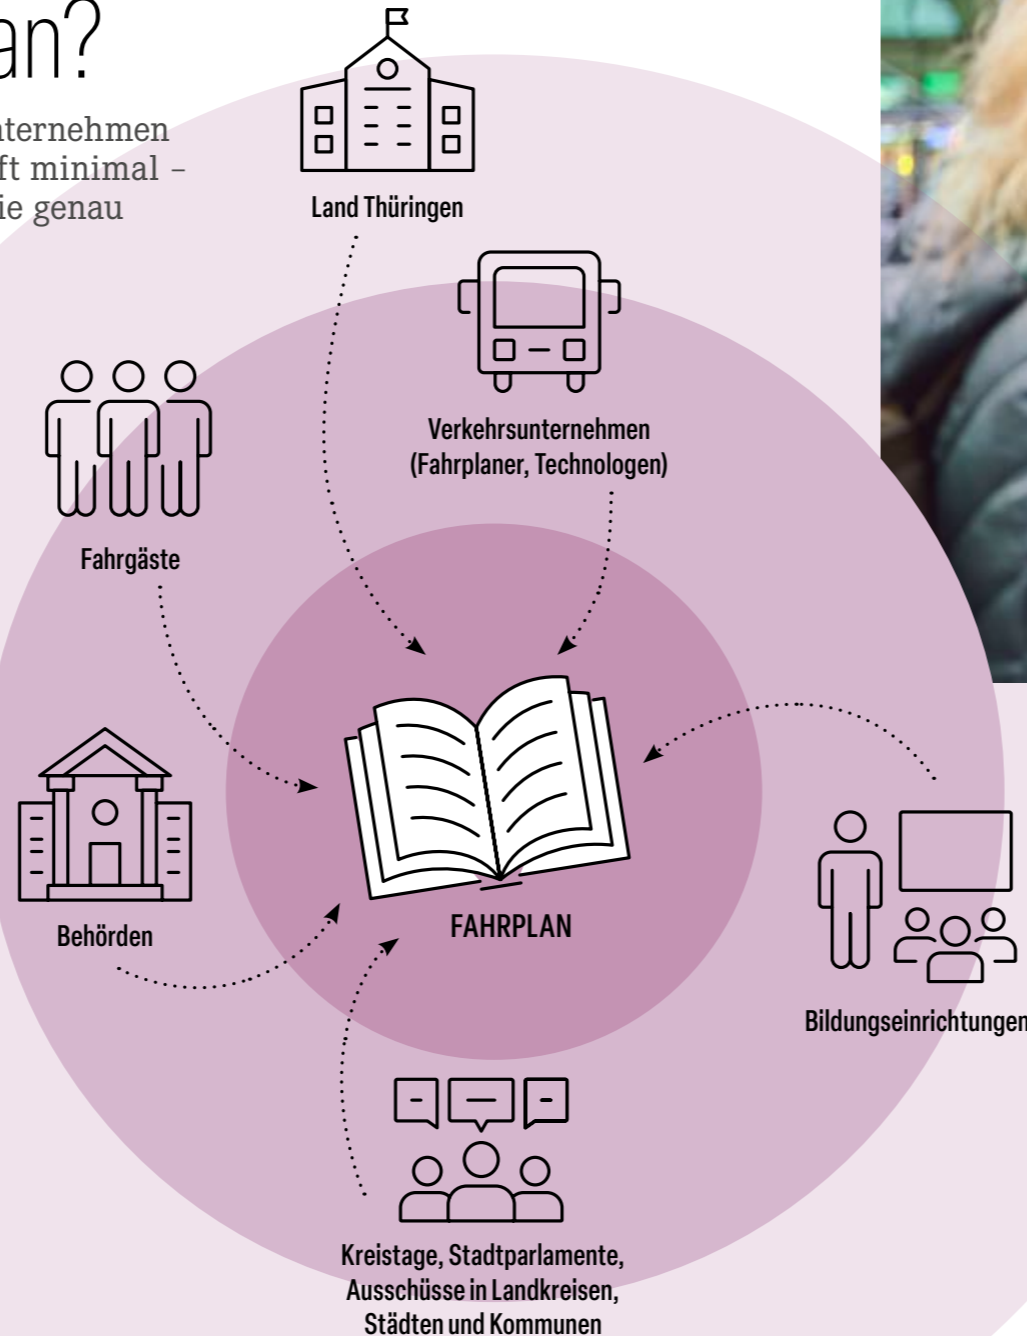 an?
nternehmen
ft minimal –
ie genau
Land Thüringen
Verkehrsunternehmen
(Fahrplaner, Technologen)
Fahrgäste
Behörden
FAHRPLAN
Bildungseinrichtungen
Kreistage, Stadtparlamente,
Ausschüsse in Landkreisen,
Städten und Kommunen